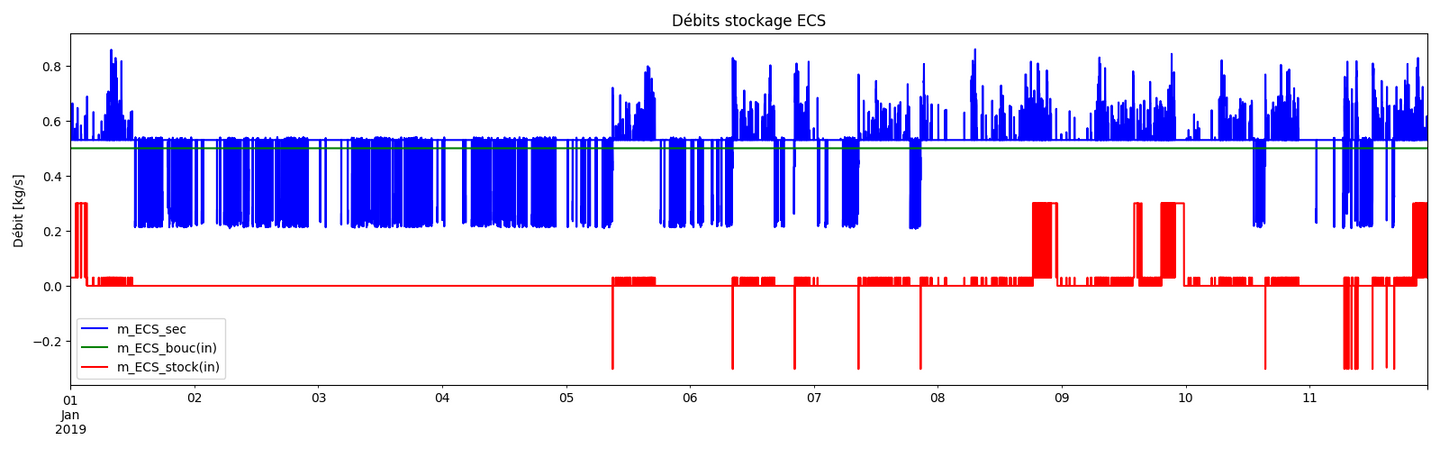 Débits stockage ECS
Débit [kg/s]
0.8
0.6
0.4
0.2
0.0
−0.2
m_ECS_sec
m_ECS_bouc(in)
m_ECS_stock(in)
01 02 03 04 05 06 07 08 09 10 11
Jan
2019